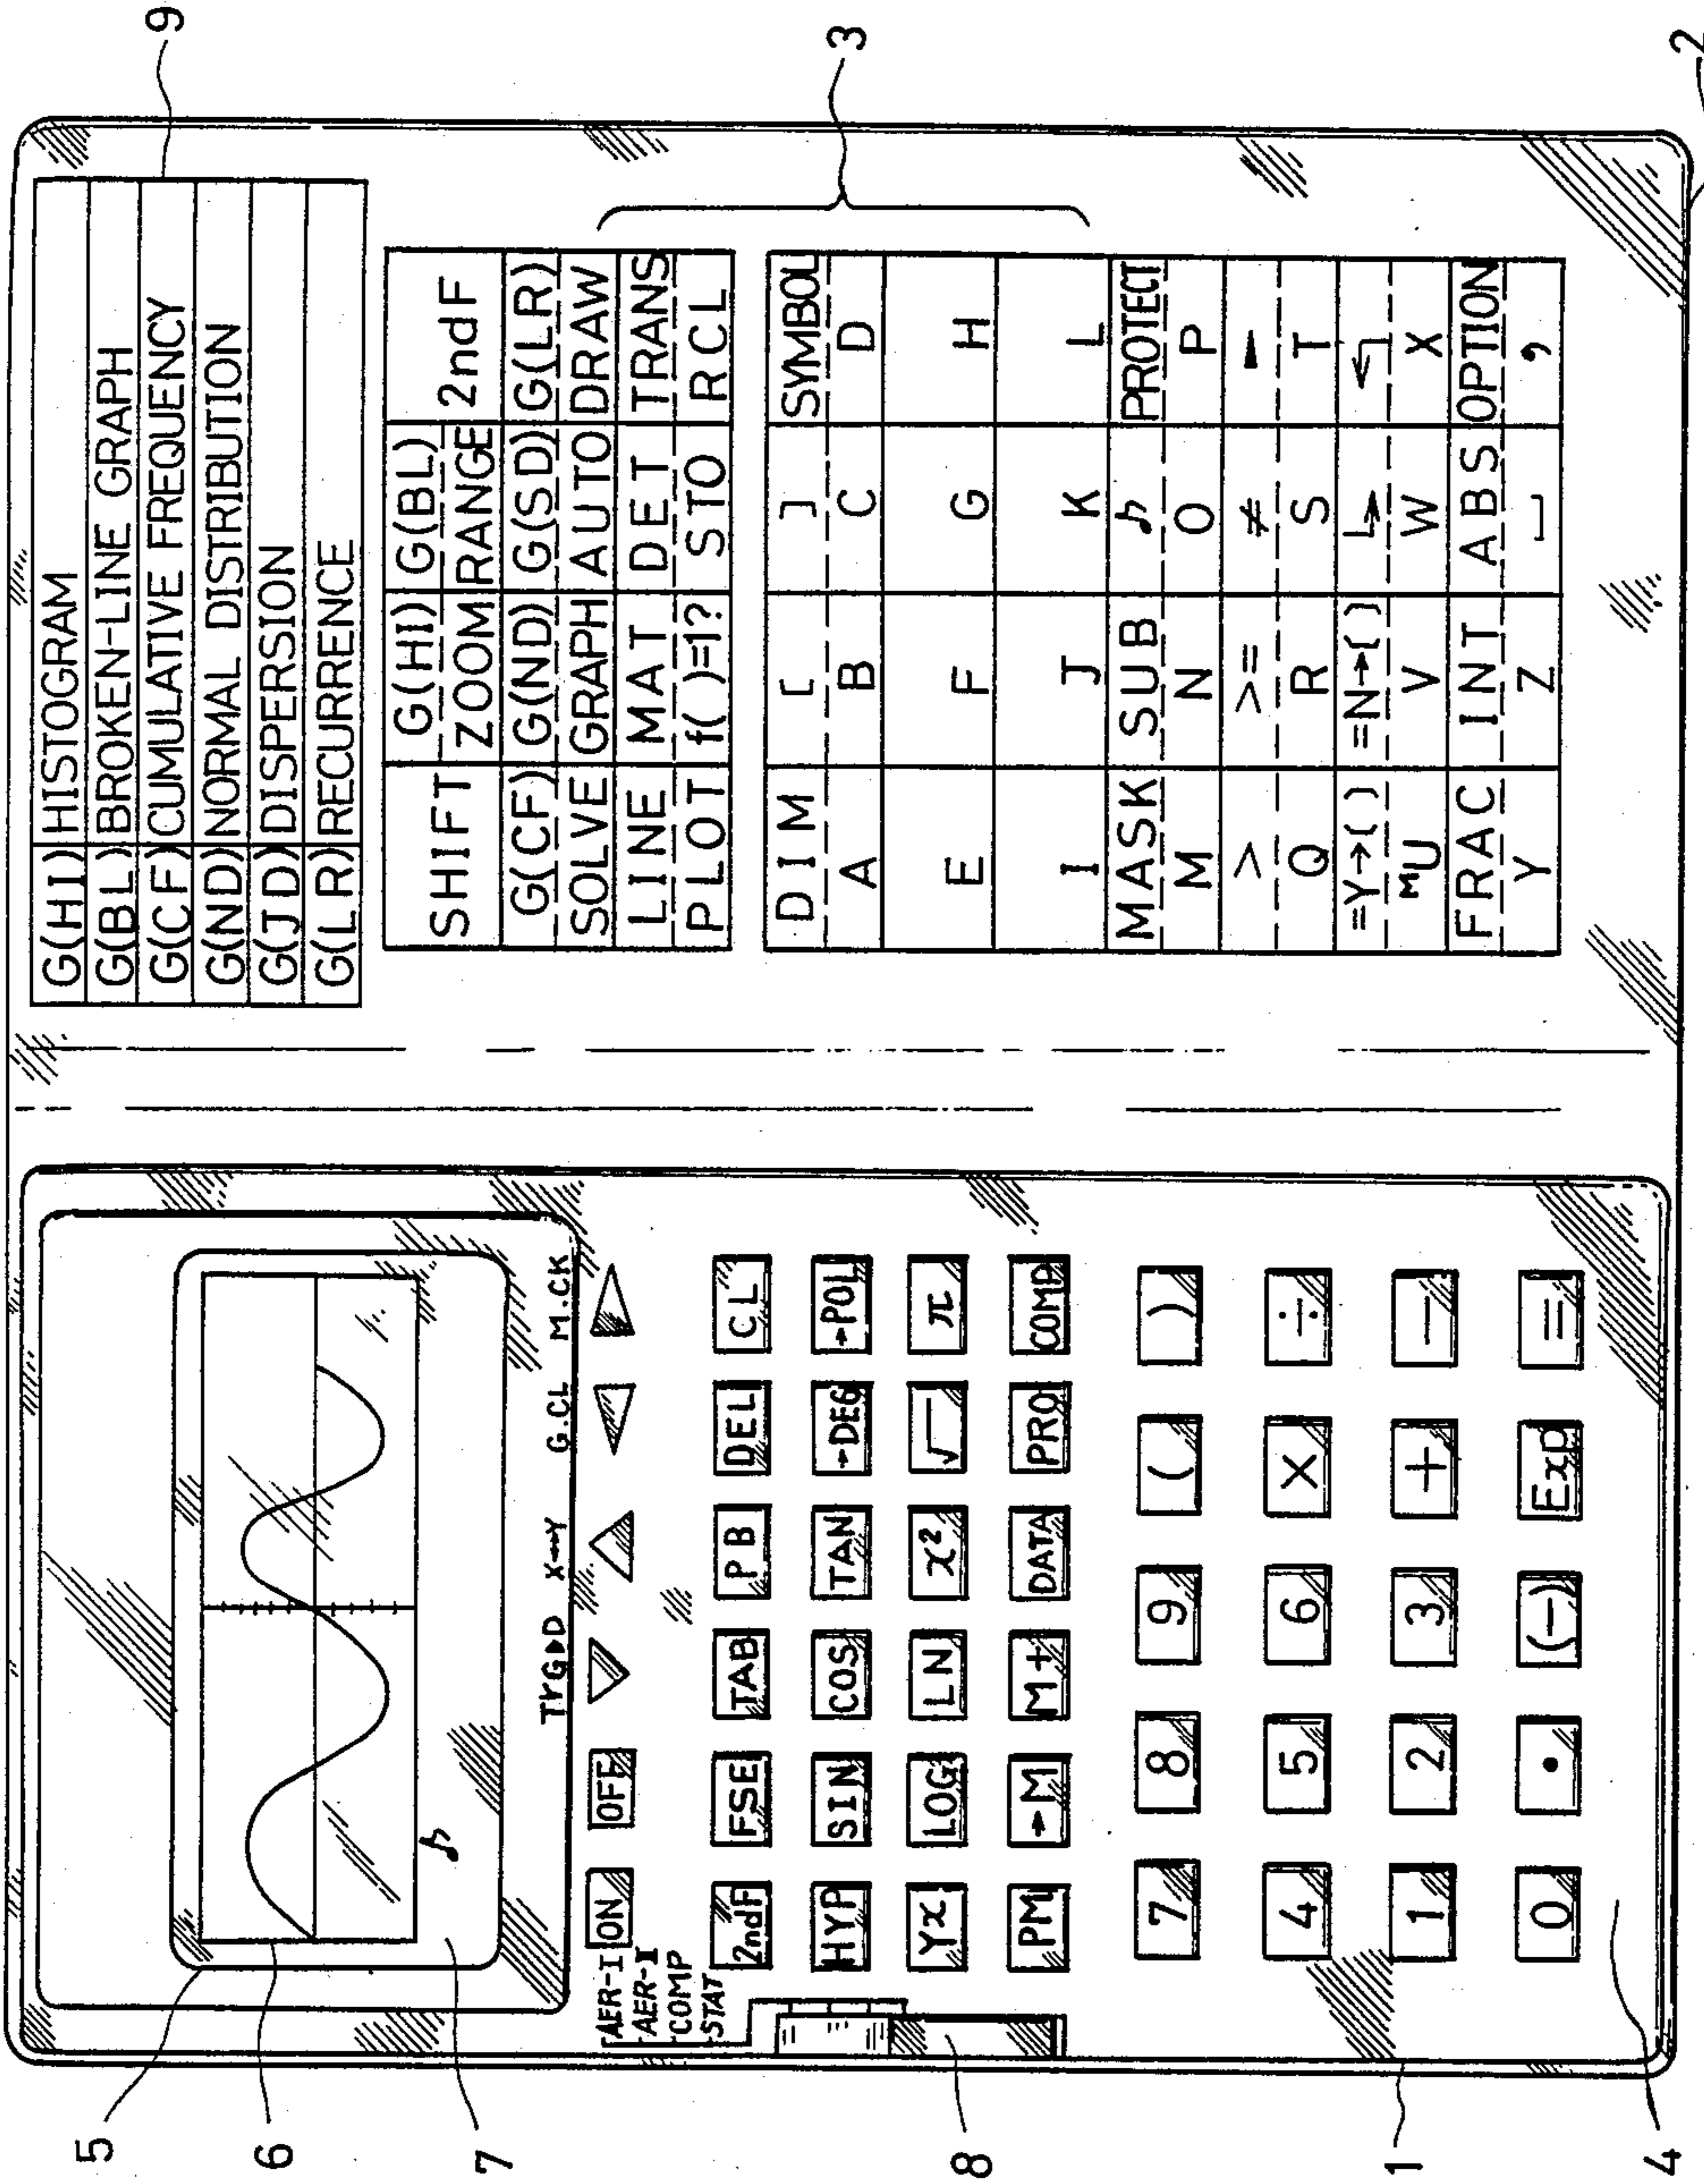 5
6
7
8
1
4
♪
TrG▸D X↔Y G.CL M.CK
AER-I
AER-II
COMP
STAT
ON OFF
2ndF FSE TAB PB DEL CL
HYP SIN COS TAN →DEG →POL
Yx LOG LN x² √ π
PM →M M+ DATA PRO COMP
7 8 9 ( )
4 5 6 × ÷
1 2 3 + −
0 • (−) Exp =
9
G(HI) HISTOGRAM
G(BL) BROKEN-LINE GRAPH
G(CF) CUMULATIVE FREQUENCY
G(ND) NORMAL DISTRIBUTION
G(JD) DISPERSION
G(LR) RECURRENCE
3
SHIFT G(HI) G(BL) 2ndF
ZOOM RANGE
G(CF) G(ND) G(SD) G(LR)
SOLVE GRAPH AUTO DRAW
LINE MAT DET TRANS
PLOT f( )=1? STO RCL
DIM [ ] SYMBOL
A B C D
E F G H
I J K L
MASK SUB ♪ PROTECT
M N O P
> >= ≠
Q R S T
=Y→( ) =N→( )
MU V W X
FRAC INT ABS OPTION
Y Z ,
2